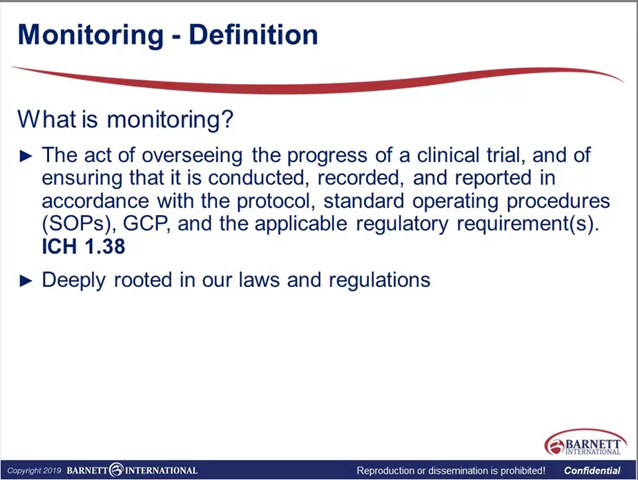 Monitoring - Definition
What is monitoring?
► The act of overseeing the progress of a clinical trial, and of
ensuring that it is conducted, recorded, and reported in
accordance with the protocol, standard operating procedures
(SOPs), GCP, and the applicable regulatory requirement(s).
ICH 1.38
► Deeply rooted in our laws and regulations
BARNETT
INTERNATIONAL
Copyright 2019 BARNETT INTERNATIONAL Reproduction or dissemination is prohibited! Confidential